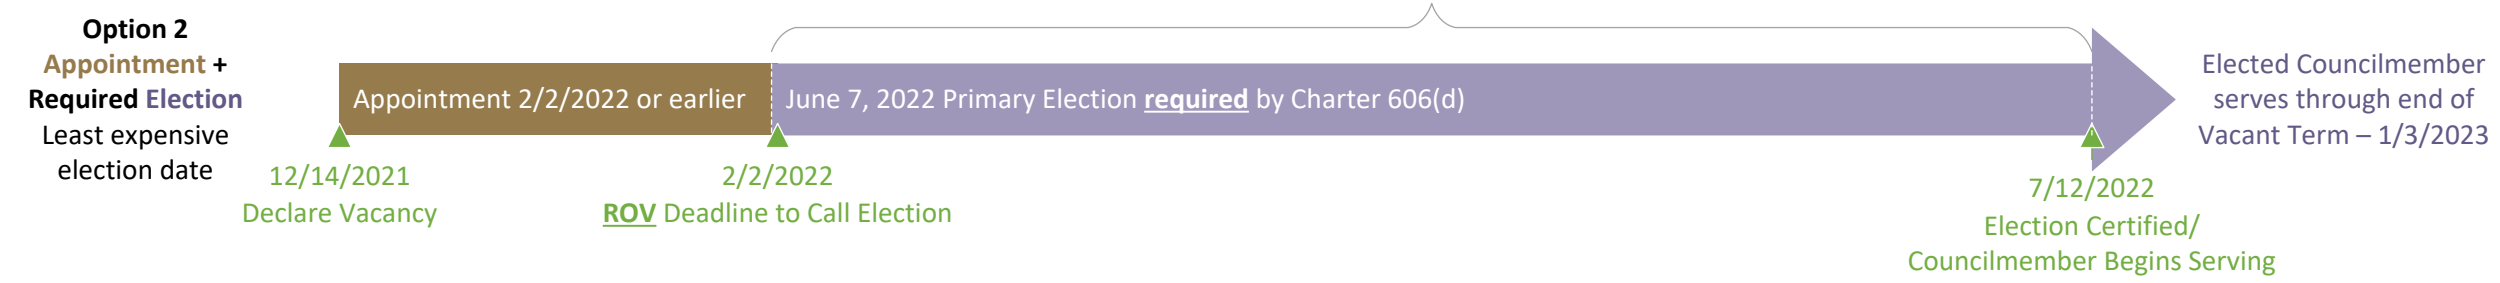 Option 2
Appointment +
Required Election
Least expensive
election date
Appointment 2/2/2022 or earlier
June 7, 2022 Primary Election required by Charter 606(d)
Elected Councilmember
serves through end of
Vacant Term – 1/3/2023
12/14/2021
Declare Vacancy
2/2/2022
ROV Deadline to Call Election
7/12/2022
Election Certified/
Councilmember Begins Serving